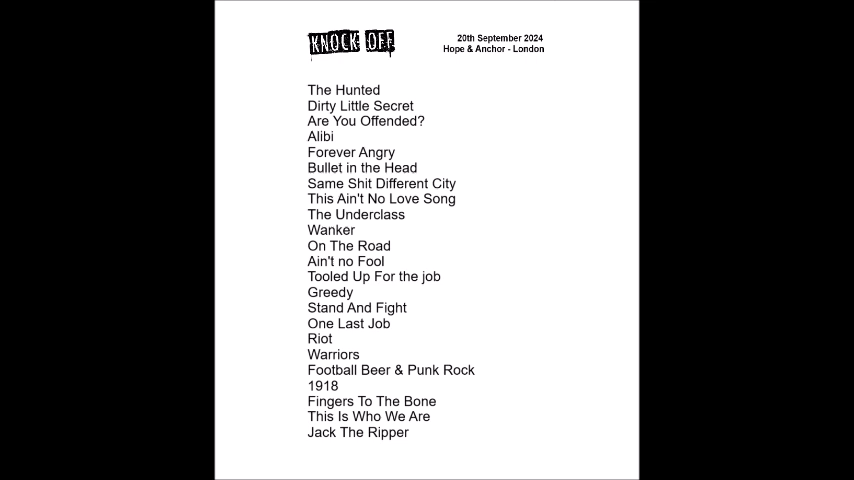 KNOCK OFF
20th September 2024
Hope & Anchor - London
The Hunted
Dirty Little Secret
Are You Offended?
Alibi
Forever Angry
Bullet in the Head
Same Shit Different City
This Ain't No Love Song
The Underclass
Wanker
On The Road
Ain't no Fool
Tooled Up For the job
Greedy
Stand And Fight
One Last Job
Riot
Warriors
Football Beer & Punk Rock
1918
Fingers To The Bone
This Is Who We Are
Jack The Ripper